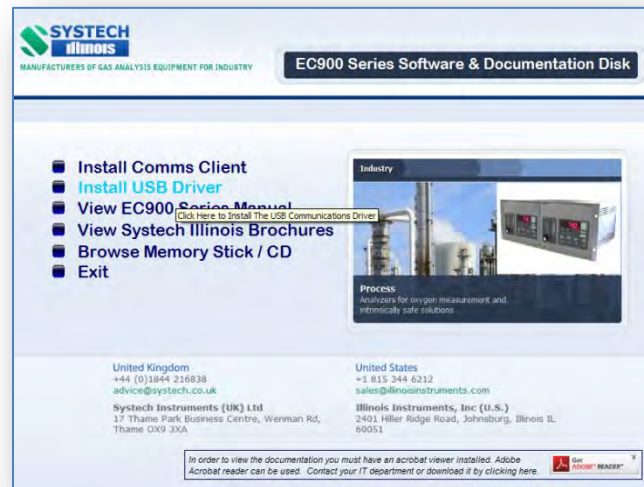 SYSTECH
Illinois
MANUFACTURERS OF GAS ANALYSIS EQUIPMENT FOR INDUSTRY
EC900 Series Software & Documentation Disk
Install Comms Client
Install USB Driver
View EC900 Series Manual
Click Here to Install The USB Communications Driver
View Systech Illinois Brochures
Browse Memory Stick / CD
Exit
Industry
Process
Analyzers for oxygen measurement and
intrinsically safe solutions
United Kingdom
+44 (0)1844 216838
advice@systech.co.uk
Systech Instruments (UK) Ltd
17 Thame Park Business Centre, Wenman Rd,
Thame OX9 3XA
United States
+1 815 344 6212
sales@illinoisinstruments.com
Illinois Instruments, Inc (U.S.)
2401 Hiller Ridge Road, Johnsburg, Illinois IL
60051
In order to view the documentation you must have an acrobat viewer installed. Adobe
Acrobat reader can be used. Contact your IT department or download it by clicking here.
Get
ADOBE® READER®